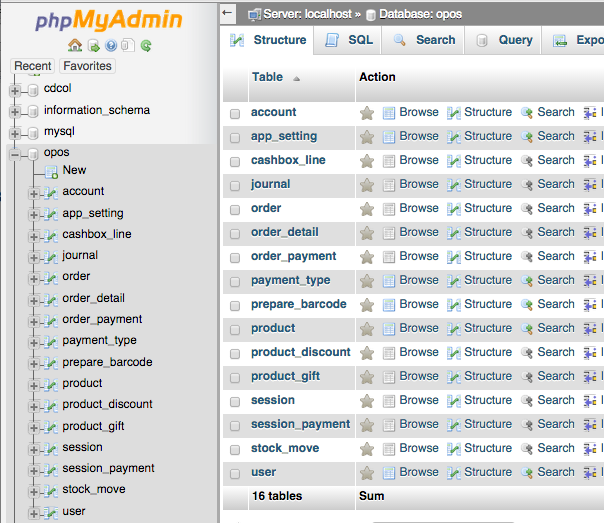 phpMyAdmin
Recent Favorites
cdcol
information_schema
mysql
opos
New
account
app_setting
cashbox_line
journal
order
order_detail
order_payment
payment_type
prepare_barcode
product
product_discount
product_gift
session
session_payment
stock_move
user
Server: localhost » Database: opos
Structure SQL Search Query Expo
Table Action
account Browse Structure Search I
app_setting Browse Structure Search I
cashbox_line Browse Structure Search I
journal Browse Structure Search I
order Browse Structure Search I
order_detail Browse Structure Search I
order_payment Browse Structure Search I
payment_type Browse Structure Search I
prepare_barcode Browse Structure Search I
product Browse Structure Search I
product_discount Browse Structure Search I
product_gift Browse Structure Search I
session Browse Structure Search I
session_payment Browse Structure Search I
stock_move Browse Structure Search I
user Browse Structure Search I
16 tables Sum